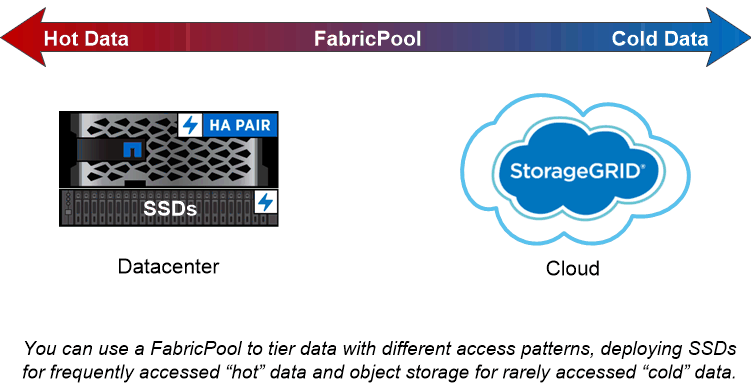 Hot Data FabricPool Cold Data
HA PAIR
SSDs
StorageGRID®
Datacenter
Cloud
You can use a FabricPool to tier data with different access patterns, deploying SSDs
for frequently accessed “hot” data and object storage for rarely accessed “cold” data.